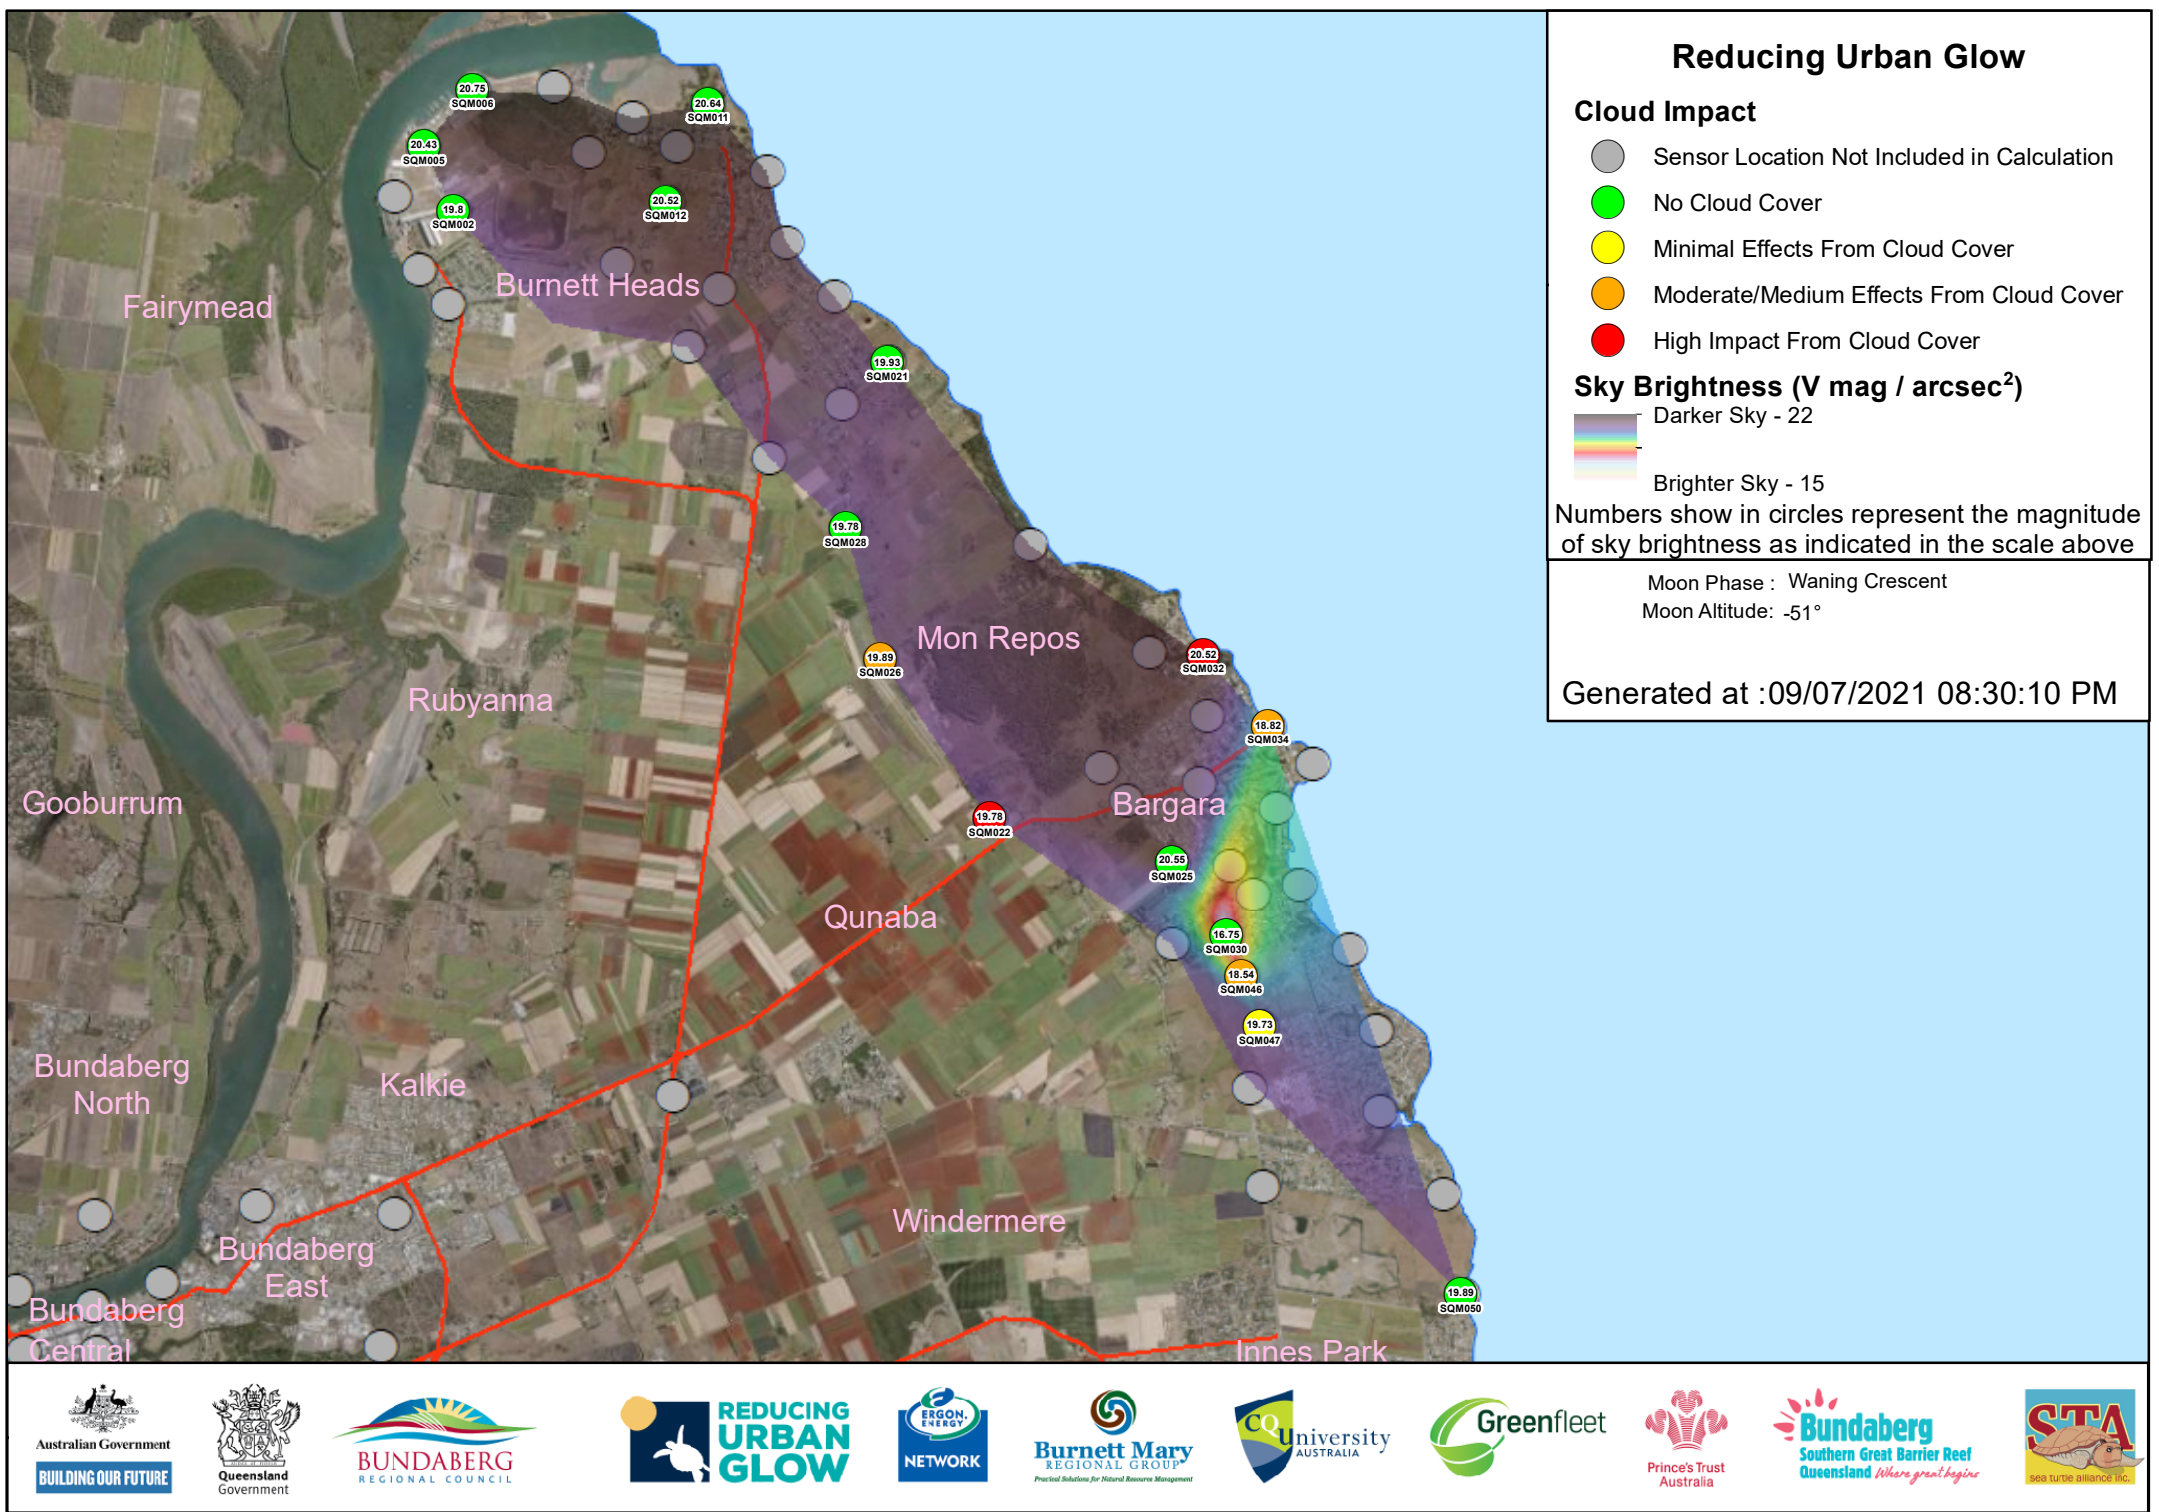 Reducing Urban Glow
Cloud Impact
Sensor Location Not Included in Calculation
No Cloud Cover
Minimal Effects From Cloud Cover
Moderate/Medium Effects From Cloud Cover
High Impact From Cloud Cover
Sky Brightness (V mag / arcsec²)
Darker Sky - 22
Brighter Sky - 15
Numbers show in circles represent the magnitude
of sky brightness as indicated in the scale above
Moon Phase : Waning Crescent
Moon Altitude: -51°
Generated at :09/07/2021 08:30:10 PM
20.75
SQM006
20.64
SQM011
20.43
SQM005
19.8
SQM002
20.52
SQM012
Burnett Heads
Fairymead
19.93
SQM021
19.78
SQM028
Mon Repos
19.89
SQM026
20.52
SQM032
Rubyanna
18.82
SQM034
Gooburrum
Bargara
19.78
SQM022
20.55
SQM025
Qunaba
16.75
SQM030
18.54
SQM046
19.73
SQM047
Bundaberg
North
Kalkie
Windermere
Bundaberg
East
19.89
SQM050
Bundaberg
Central
Innes Park
Australian Government
BUILDING OUR FUTURE
Queensland
Government
BUNDABERG
REGIONAL COUNCIL
REDUCING
URBAN
GLOW
ERGON.
ENERGY
NETWORK
Burnett Mary
REGIONAL GROUP
Practical Solutions for Natural Resource Management
CQUniversity
AUSTRALIA
Greenfleet
Prince's Trust
Australia
Bundaberg
Southern Great Barrier Reef
Queensland Where great begins
STA
sea turtle alliance inc.